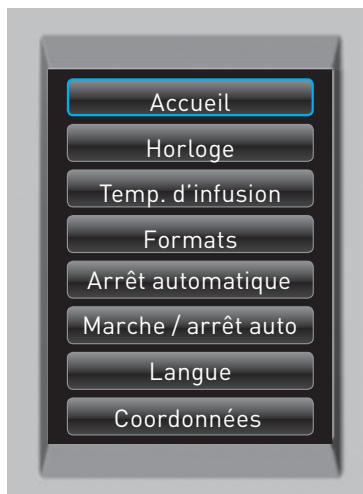 Accueil
Horloge
Temp. d'infusion
Formats
Arrêt automatique
Marche / arrêt auto
Langue
Coordonnées